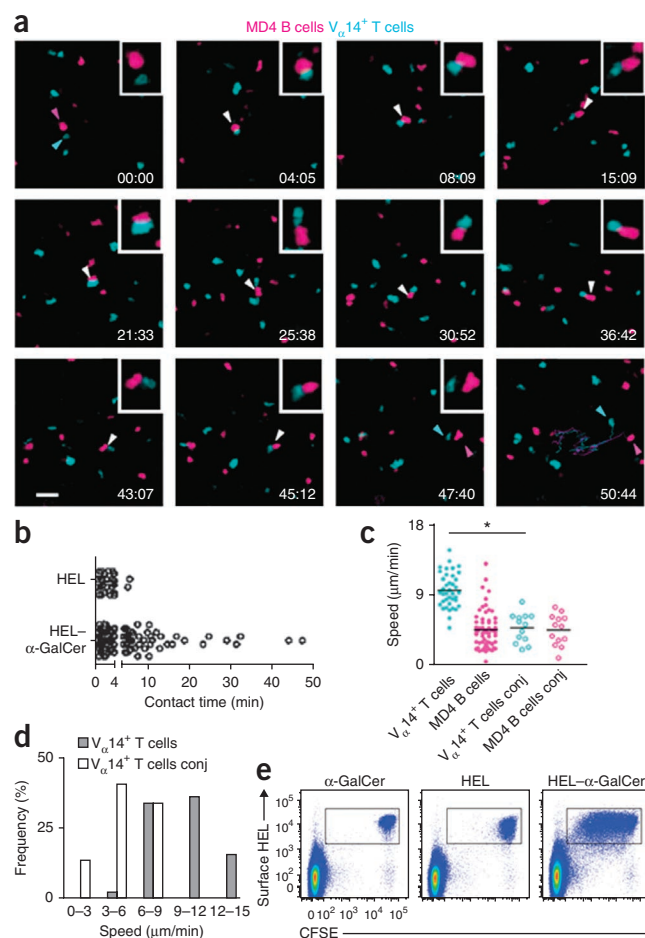 a
MD4 B cells Vα14+ T cells
00:00 04:05 08:09 15:09
21:33 25:38 30:52 36:42
43:07 45:12 47:40 50:44
b
HEL
HEL–
α-GalCer
0 4 10 20 30 40 50
Contact time (min)
c
*
Speed (μm/min)
18
9
0
Vα14+ T cells
MD4 B cells
Vα14+ T cells conj
MD4 B cells conj
d
Vα14+ T cells
Vα14+ T cells conj
Frequency (%)
50
25
0
0–3 3–6 6–9 9–12 12–15
Speed (μm/min)
e
α-GalCer HEL HEL–α-GalCer
Surface HEL
10⁵
10⁴
10³
10²
0
0 10² 10³ 10⁴ 10⁵
CFSE